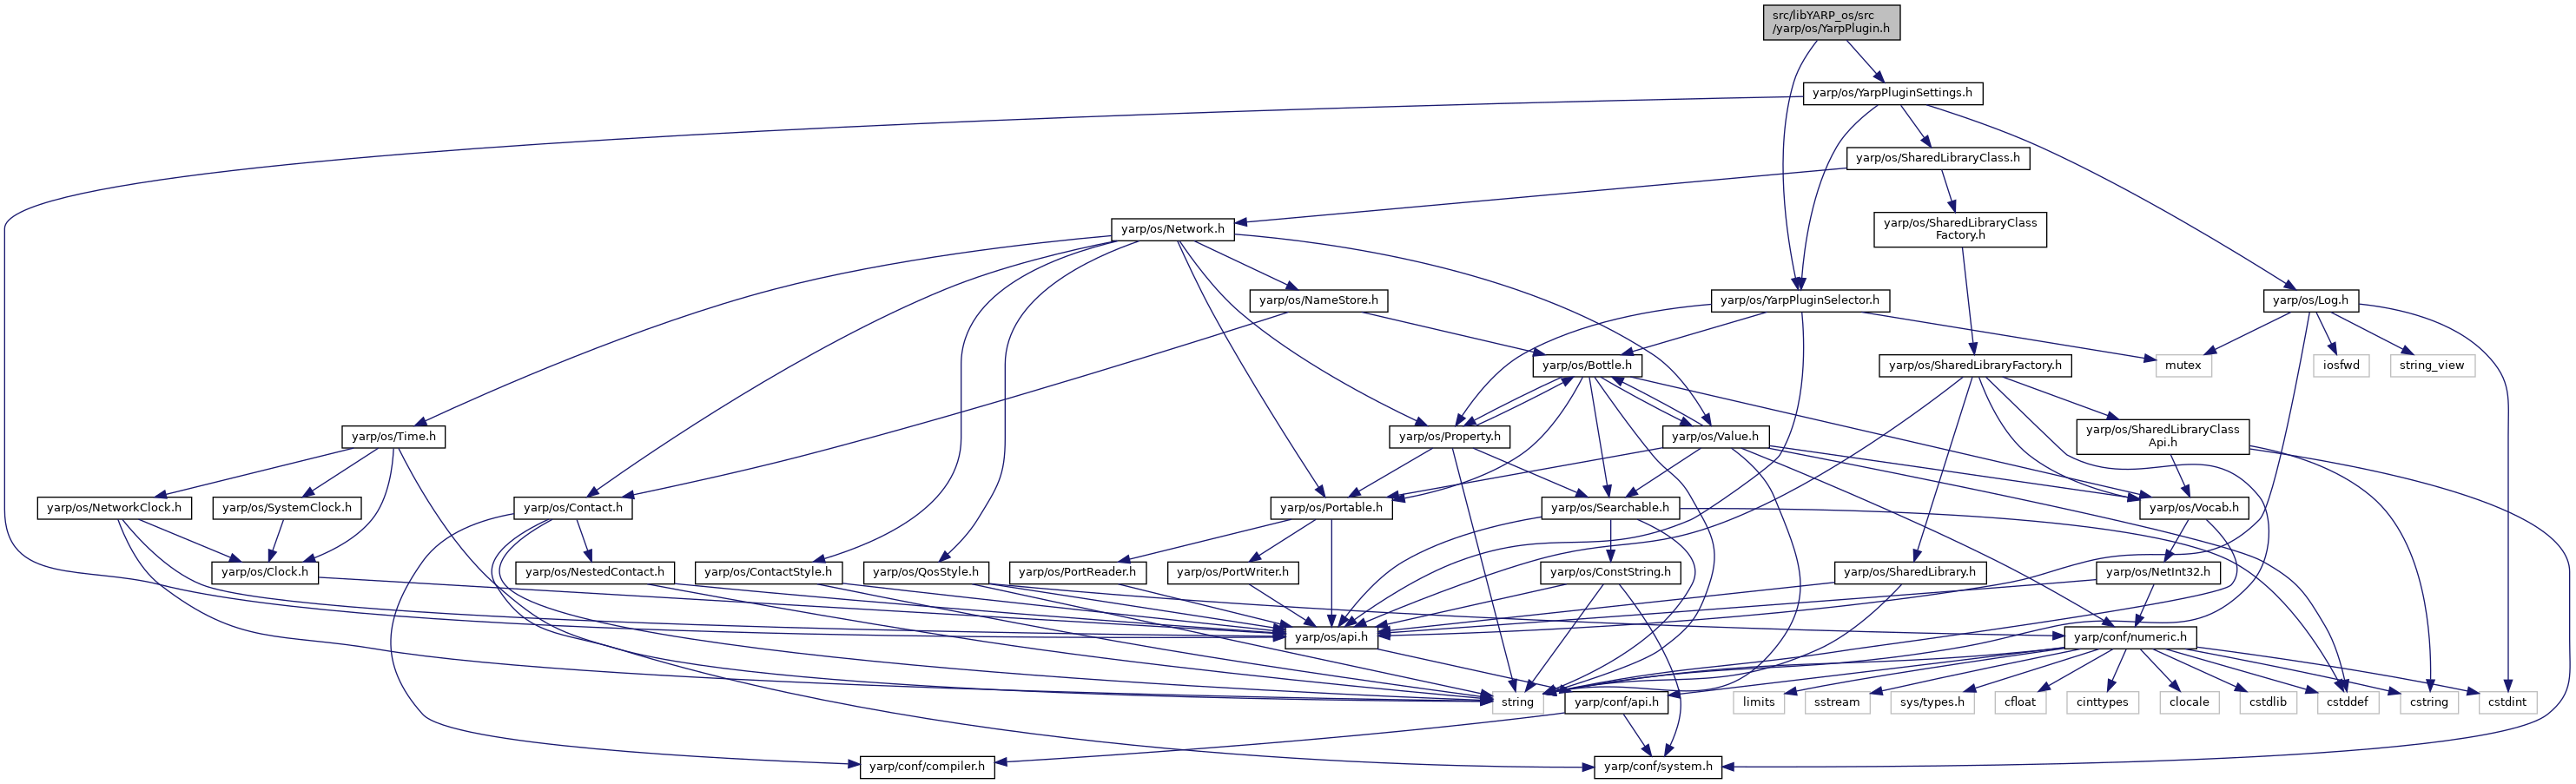 src/libYARP_os/src
/yarp/os/YarpPlugin.h
yarp/os/YarpPluginSettings.h
yarp/os/SharedLibraryClass.h
yarp/os/SharedLibraryClass
Factory.h
yarp/os/Network.h
yarp/os/NameStore.h
yarp/os/YarpPluginSelector.h
yarp/os/Log.h
yarp/os/Bottle.h
yarp/os/SharedLibraryFactory.h
mutex
iosfwd
string_view
yarp/os/Time.h
yarp/os/Property.h
yarp/os/Value.h
yarp/os/SharedLibraryClass
Api.h
yarp/os/NetworkClock.h
yarp/os/SystemClock.h
yarp/os/Contact.h
yarp/os/Portable.h
yarp/os/Searchable.h
yarp/os/Vocab.h
yarp/os/Clock.h
yarp/os/NestedContact.h
yarp/os/ContactStyle.h
yarp/os/QosStyle.h
yarp/os/PortReader.h
yarp/os/PortWriter.h
yarp/os/ConstString.h
yarp/os/SharedLibrary.h
yarp/os/NetInt32.h
yarp/os/api.h
yarp/conf/numeric.h
string
yarp/conf/api.h
limits
sstream
sys/types.h
cfloat
cinttypes
clocale
cstdlib
cstddef
cstring
cstdint
yarp/conf/compiler.h
yarp/conf/system.h